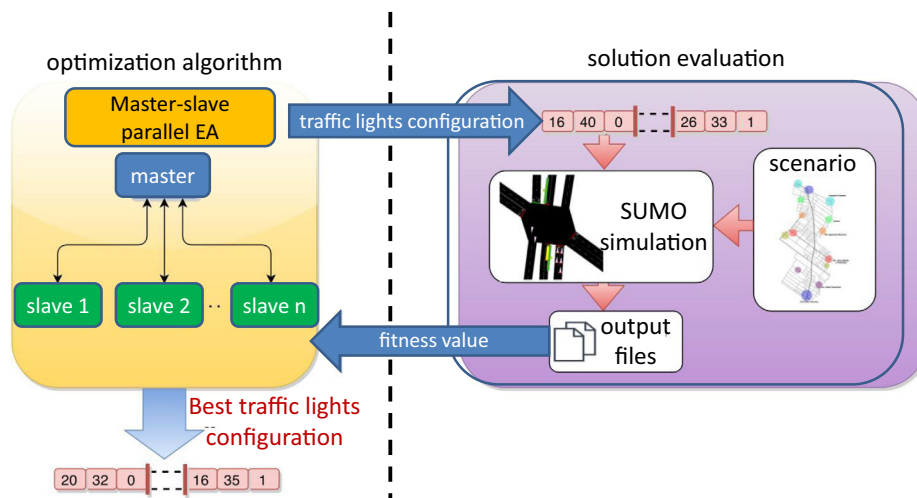 optimization algorithm
Master-slave
parallel EA
master
slave 1
slave 2
..
slave n
traffic lights configuration
fitness value
Best traffic lights
configuration
20 32 0 16 35 1
solution evaluation
16 40 0 26 33 1
SUMO
simulation
scenario
output
files